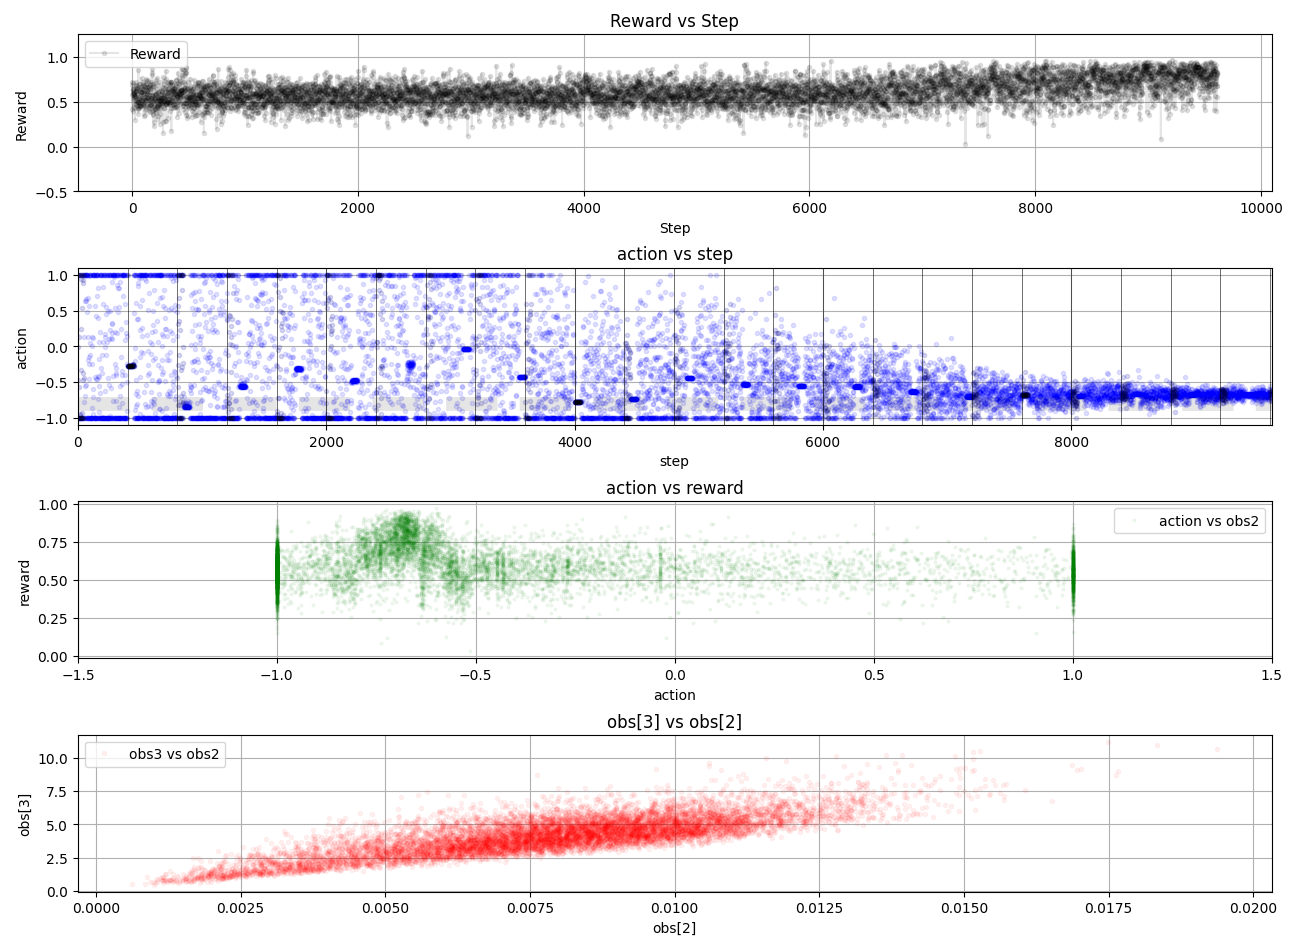 Reward vs Step
1.0
0.5
0.0
−0.5
Reward
Reward
0 2000 4000 6000 8000 10000
Step
action vs step
1.0
0.5
0.0
−0.5
−1.0
action
0 2000 4000 6000 8000
step
action vs reward
1.00
0.75
0.50
0.25
0.00
reward
action vs obs2
−1.5 −1.0 −0.5 0.0 0.5 1.0 1.5
action
obs[3] vs obs[2]
10.0
7.5
5.0
2.5
0.0
obs[3]
obs3 vs obs2
0.0000 0.0025 0.0050 0.0075 0.0100 0.0125 0.0150 0.0175 0.0200
obs[2]